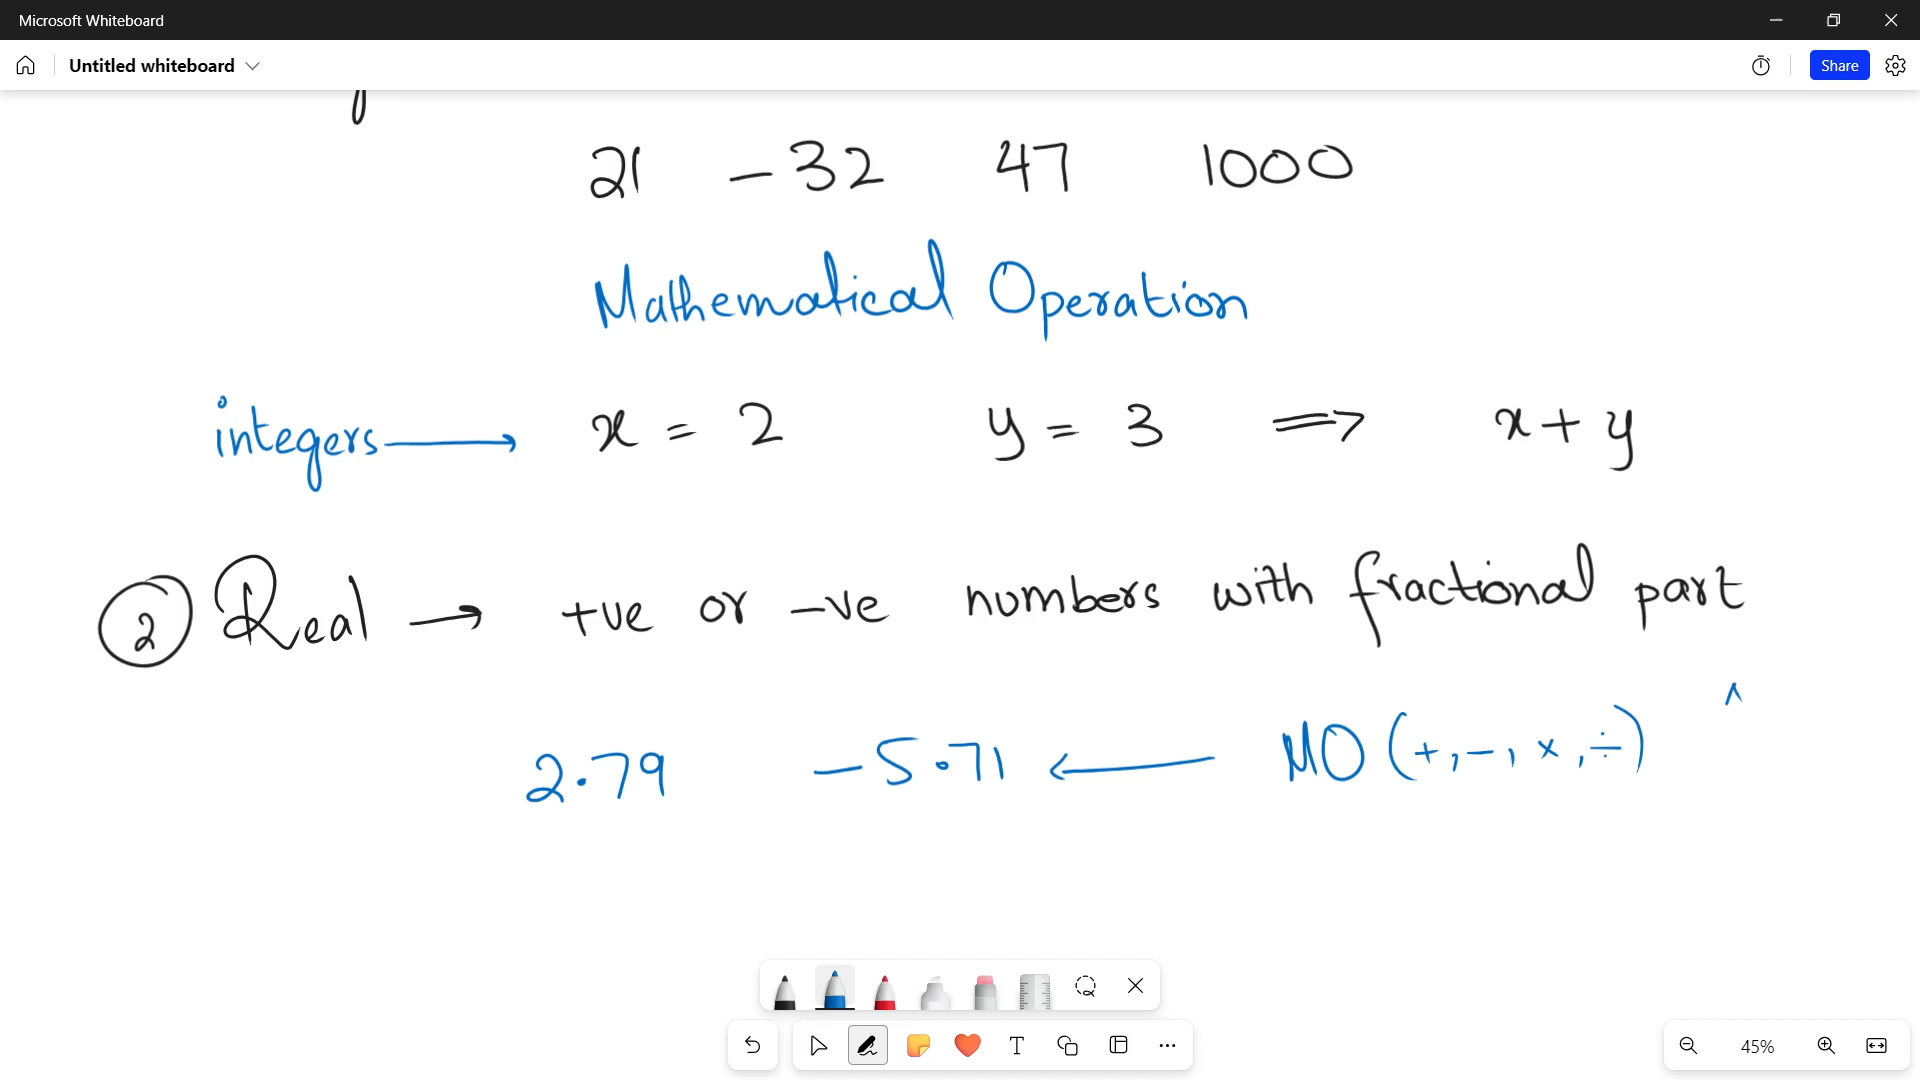 Microsoft Whiteboard
Untitled whiteboard
Share
21 -32 47 1000
Mathematical Operation
integers → x = 2 y = 3 ⇒ x + y
② Real → +ve or -ve numbers with fractional part
2.79 -5.71 ← MO (+, -, ×, ÷)
T
45%